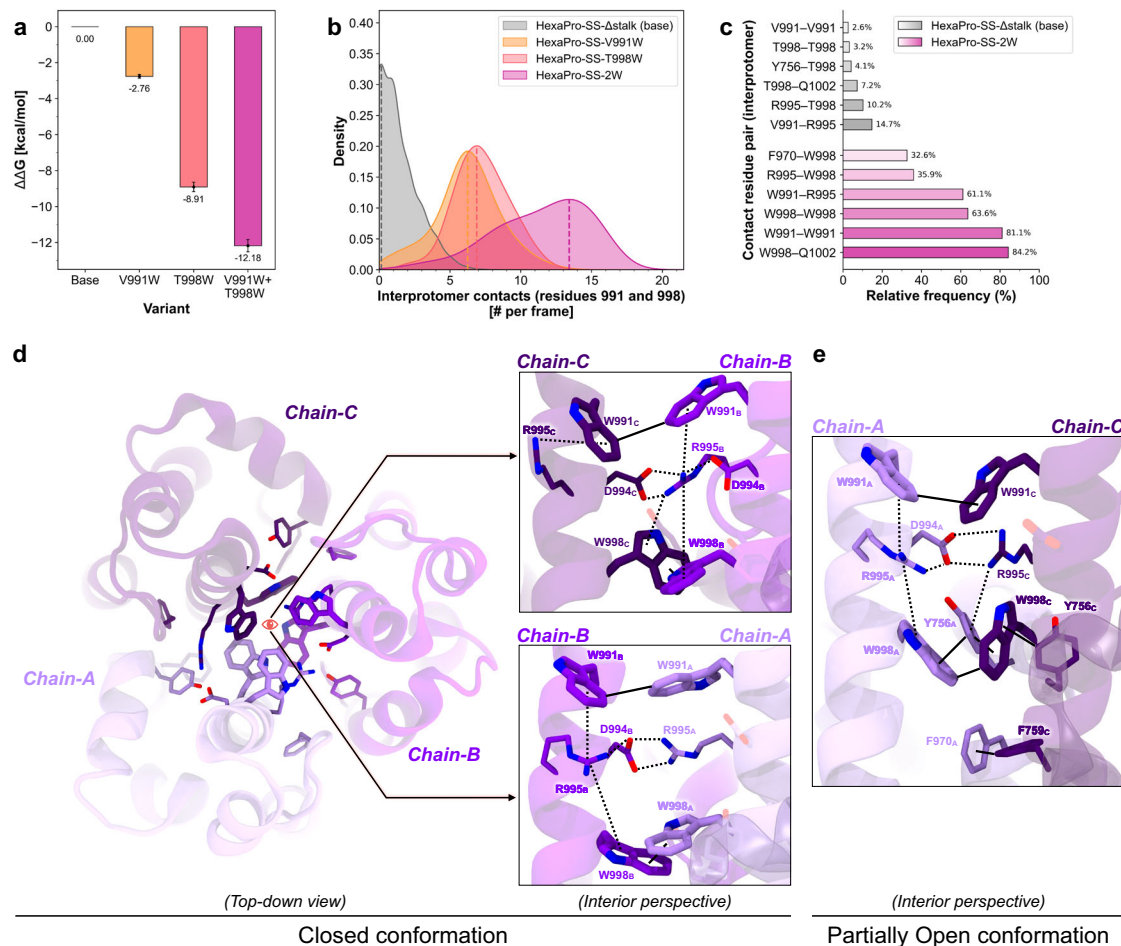 a
0
−2
−4
−6
−8
−10
−12
ΔΔG [kcal/mol]
0.00
-2.76
-8.91
-12.18
Base
V991W
T998W
V991W+
T998W
Variant
b
0.40
0.35
0.30
0.25
0.20
0.15
0.10
0.05
0.00
Density
HexaPro-SS-Δstalk (base)
HexaPro-SS-V991W
HexaPro-SS-T998W
HexaPro-SS-2W
0
5
10
15
20
Interprotomer contacts (residues 991 and 998)
[# per frame]
c
Contact residue pair (interprotomer)
V991–V991
2.6%
T998–T998
3.2%
Y756–T998
4.1%
T998–Q1002
7.2%
R995–T998
10.2%
V991–R995
14.7%
F970–W998
32.6%
R995–W998
35.9%
W991–R995
61.1%
W998–W998
63.6%
W991–W991
81.1%
W998–Q1002
84.2%
HexaPro-SS-Δstalk (base)
HexaPro-SS-2W
0
20
40
60
80
100
Relative frequency (%)
d
Chain-C
Chain-A
Chain-B
(Top-down view)
Chain-C
Chain-B
W991C
W991B
R995C
R995B
D994C
D994B
W998C
W998B
Chain-B
Chain-A
W991B
W991A
D994B
R995A
R995B
W998A
W998B
(Interior perspective)
Closed conformation
e
Chain-A
Chain-C
W991A
W991C
D994A
R995A
R995C
W998C
Y756C
Y756A
W998A
F759C
F970A
(Interior perspective)
Partially Open conformation